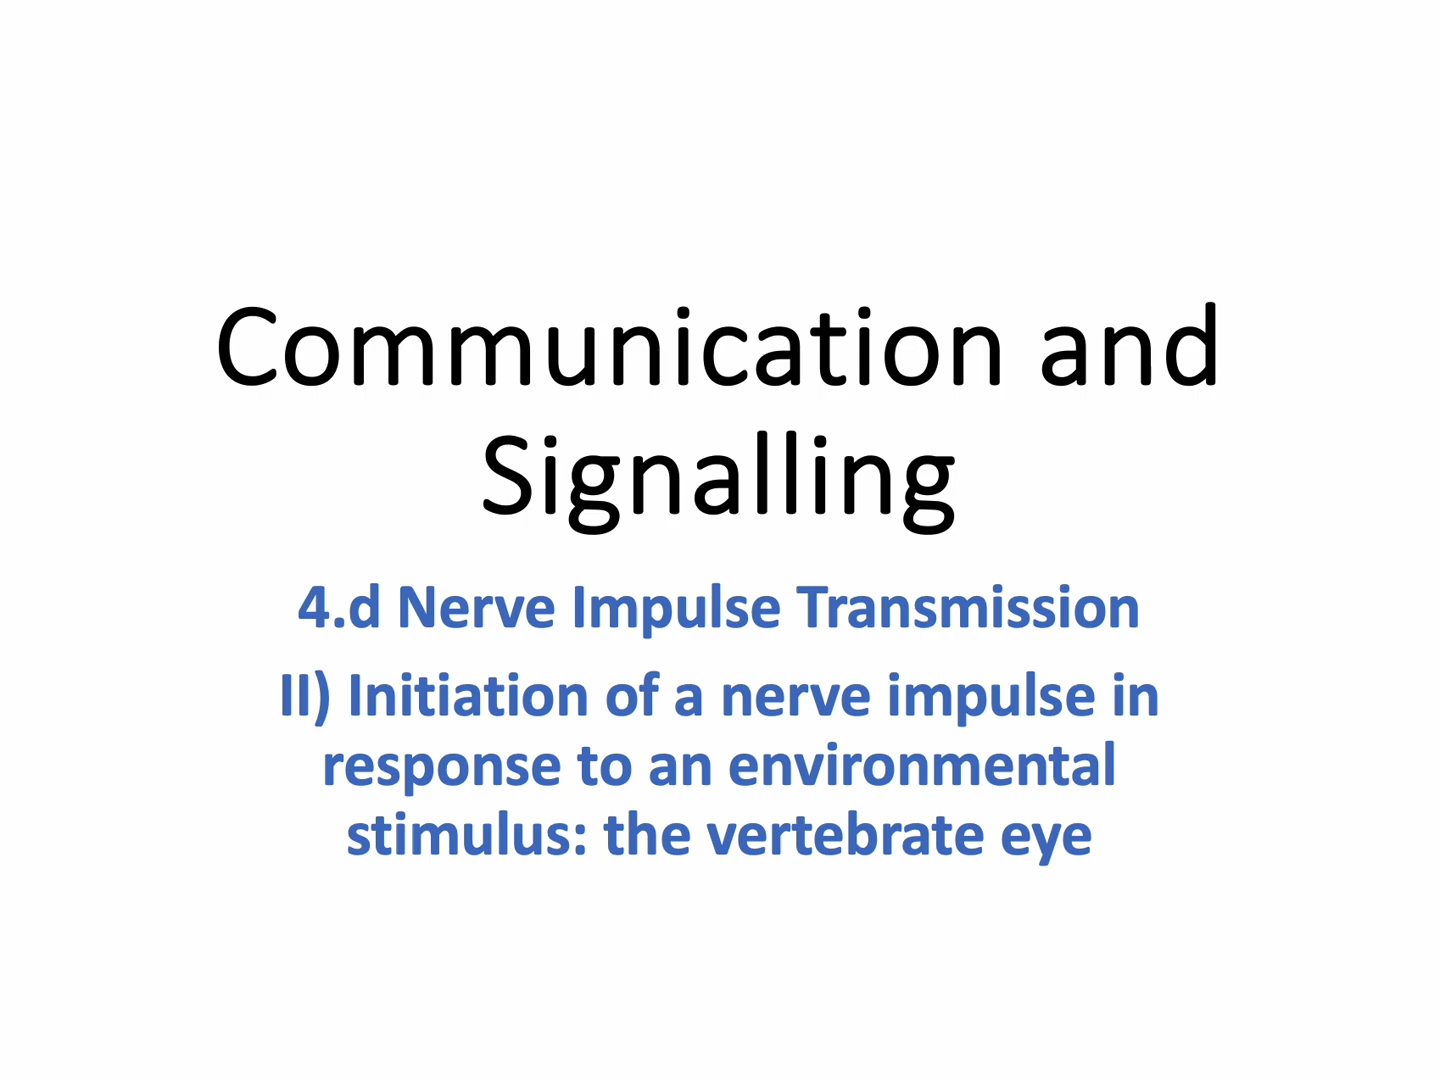 Communication and
Signalling
4.d Nerve Impulse Transmission
II) Initiation of a nerve impulse in
response to an environmental
stimulus: the vertebrate eye